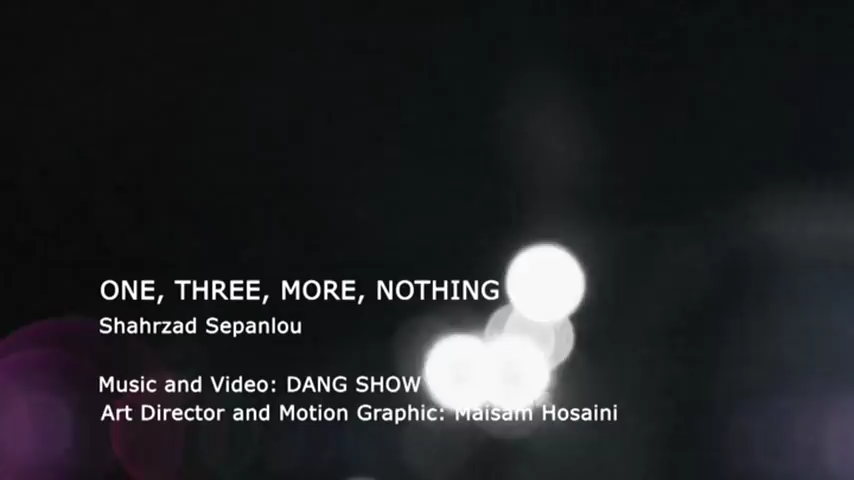 ONE, THREE, MORE, NOTHING
Shahrzad Sepanlou
Music and Video: DANG SHOW
Art Director and Motion Graphic: Maisam Hosaini